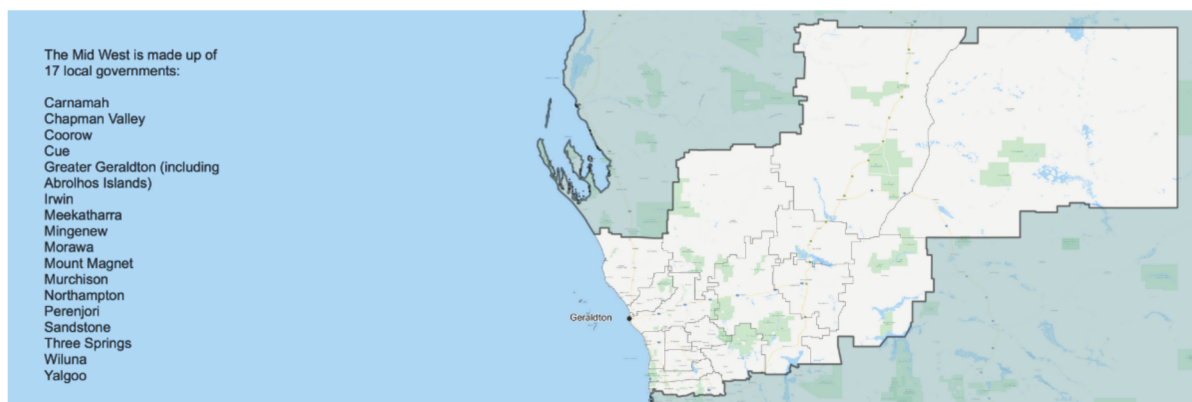 The Mid West is made up of
17 local governments:
Carnamah
Chapman Valley
Coorow
Cue
Greater Geraldton (including
Abrolhos Islands)
Irwin
Meekatharra
Mingenew
Morawa
Mount Magnet
Murchison
Northampton
Perenjori
Sandstone
Three Springs
Wiluna
Yalgoo
Geraldton